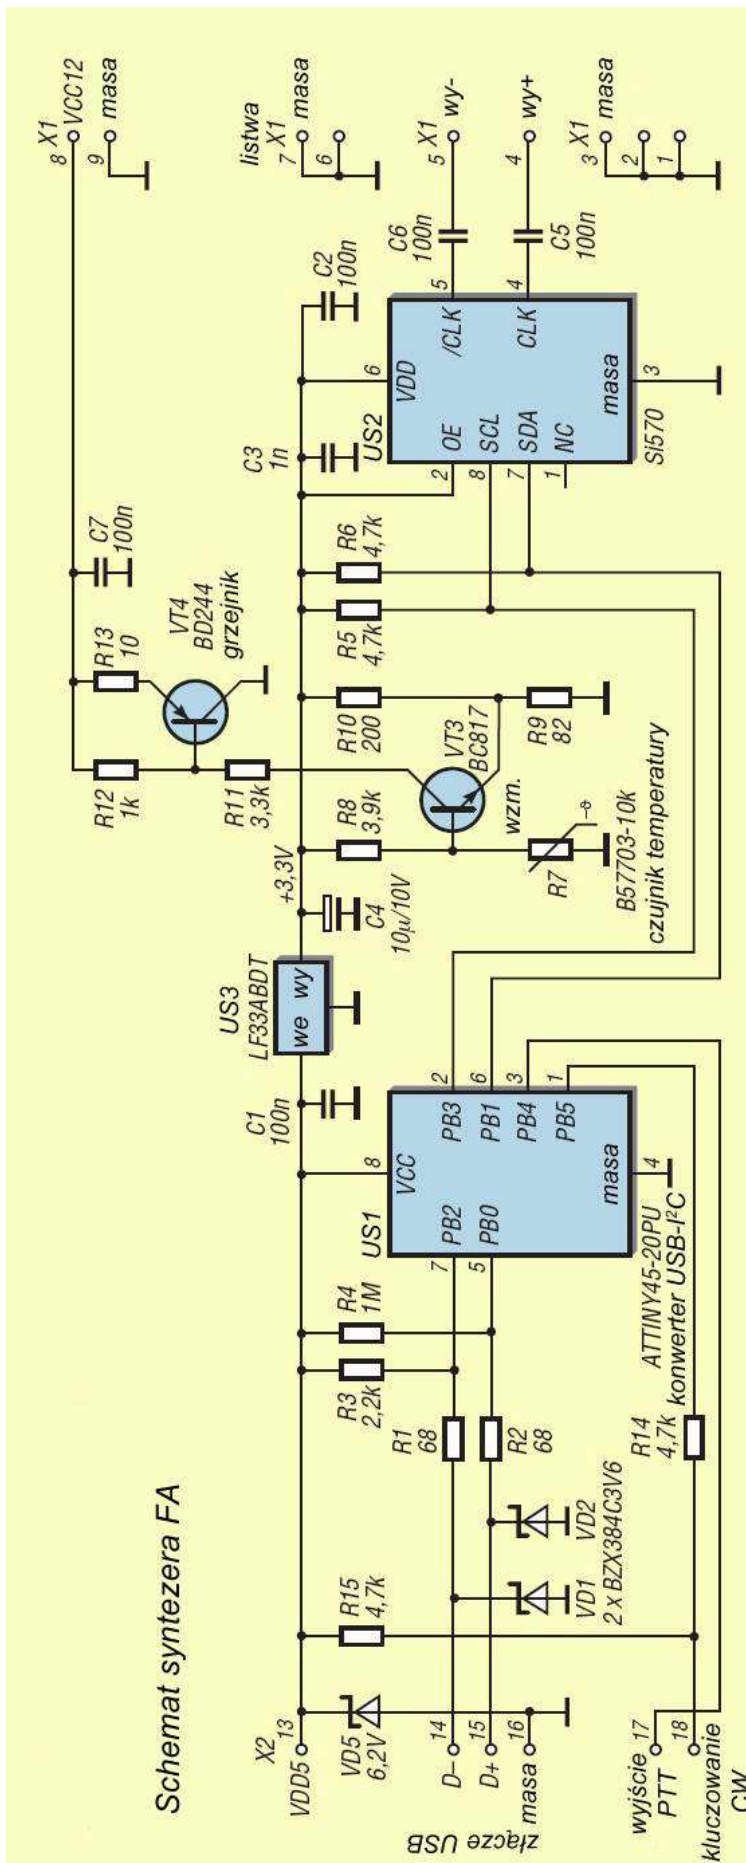 Schemat syntezera FA
X2
13
VDD5
VD5
6,2V
D–
14
D+
15
masa
16
złącze USB
wyjście
PTT
17
18
kluczowanie
CW
R15
4,7k
VD1
VD2
2 x BZX384C3V6
R1
68
R2
68
R3
2,2k
R4
1M
R14
4,7k
US1
VCC
8
7
PB2
5
PB0
PB3
2
PB1
6
PB4
3
PB5
1
masa
4
ATTINY45-20PU
konwerter USB-I²C
C1
100n
US3
LF33ABDT
we wy
C4
10µ/10V
+3,3V
R8
3,9k
R7
–ϑ
B57703-10k
czujnik temperatury
wzm.
VT3
BC817
R10
200
R9
82
R12
1k
R11
3,3k
R13
10
VT4
BD244
grzejnik
C7
100n
R5
4,7k
R6
4,7k
C3
1n
C2
100n
US2
VDD
6
2
OE
8
SCL
7
SDA
1
NC
/CLK
5
CLK
4
masa
3
Si570
C6
100n
C5
100n
X1
8
VCC12
9
masa
listwa
X1
7
masa
6
X1
5
wy-
4
wy+
X1
3
masa
2
1